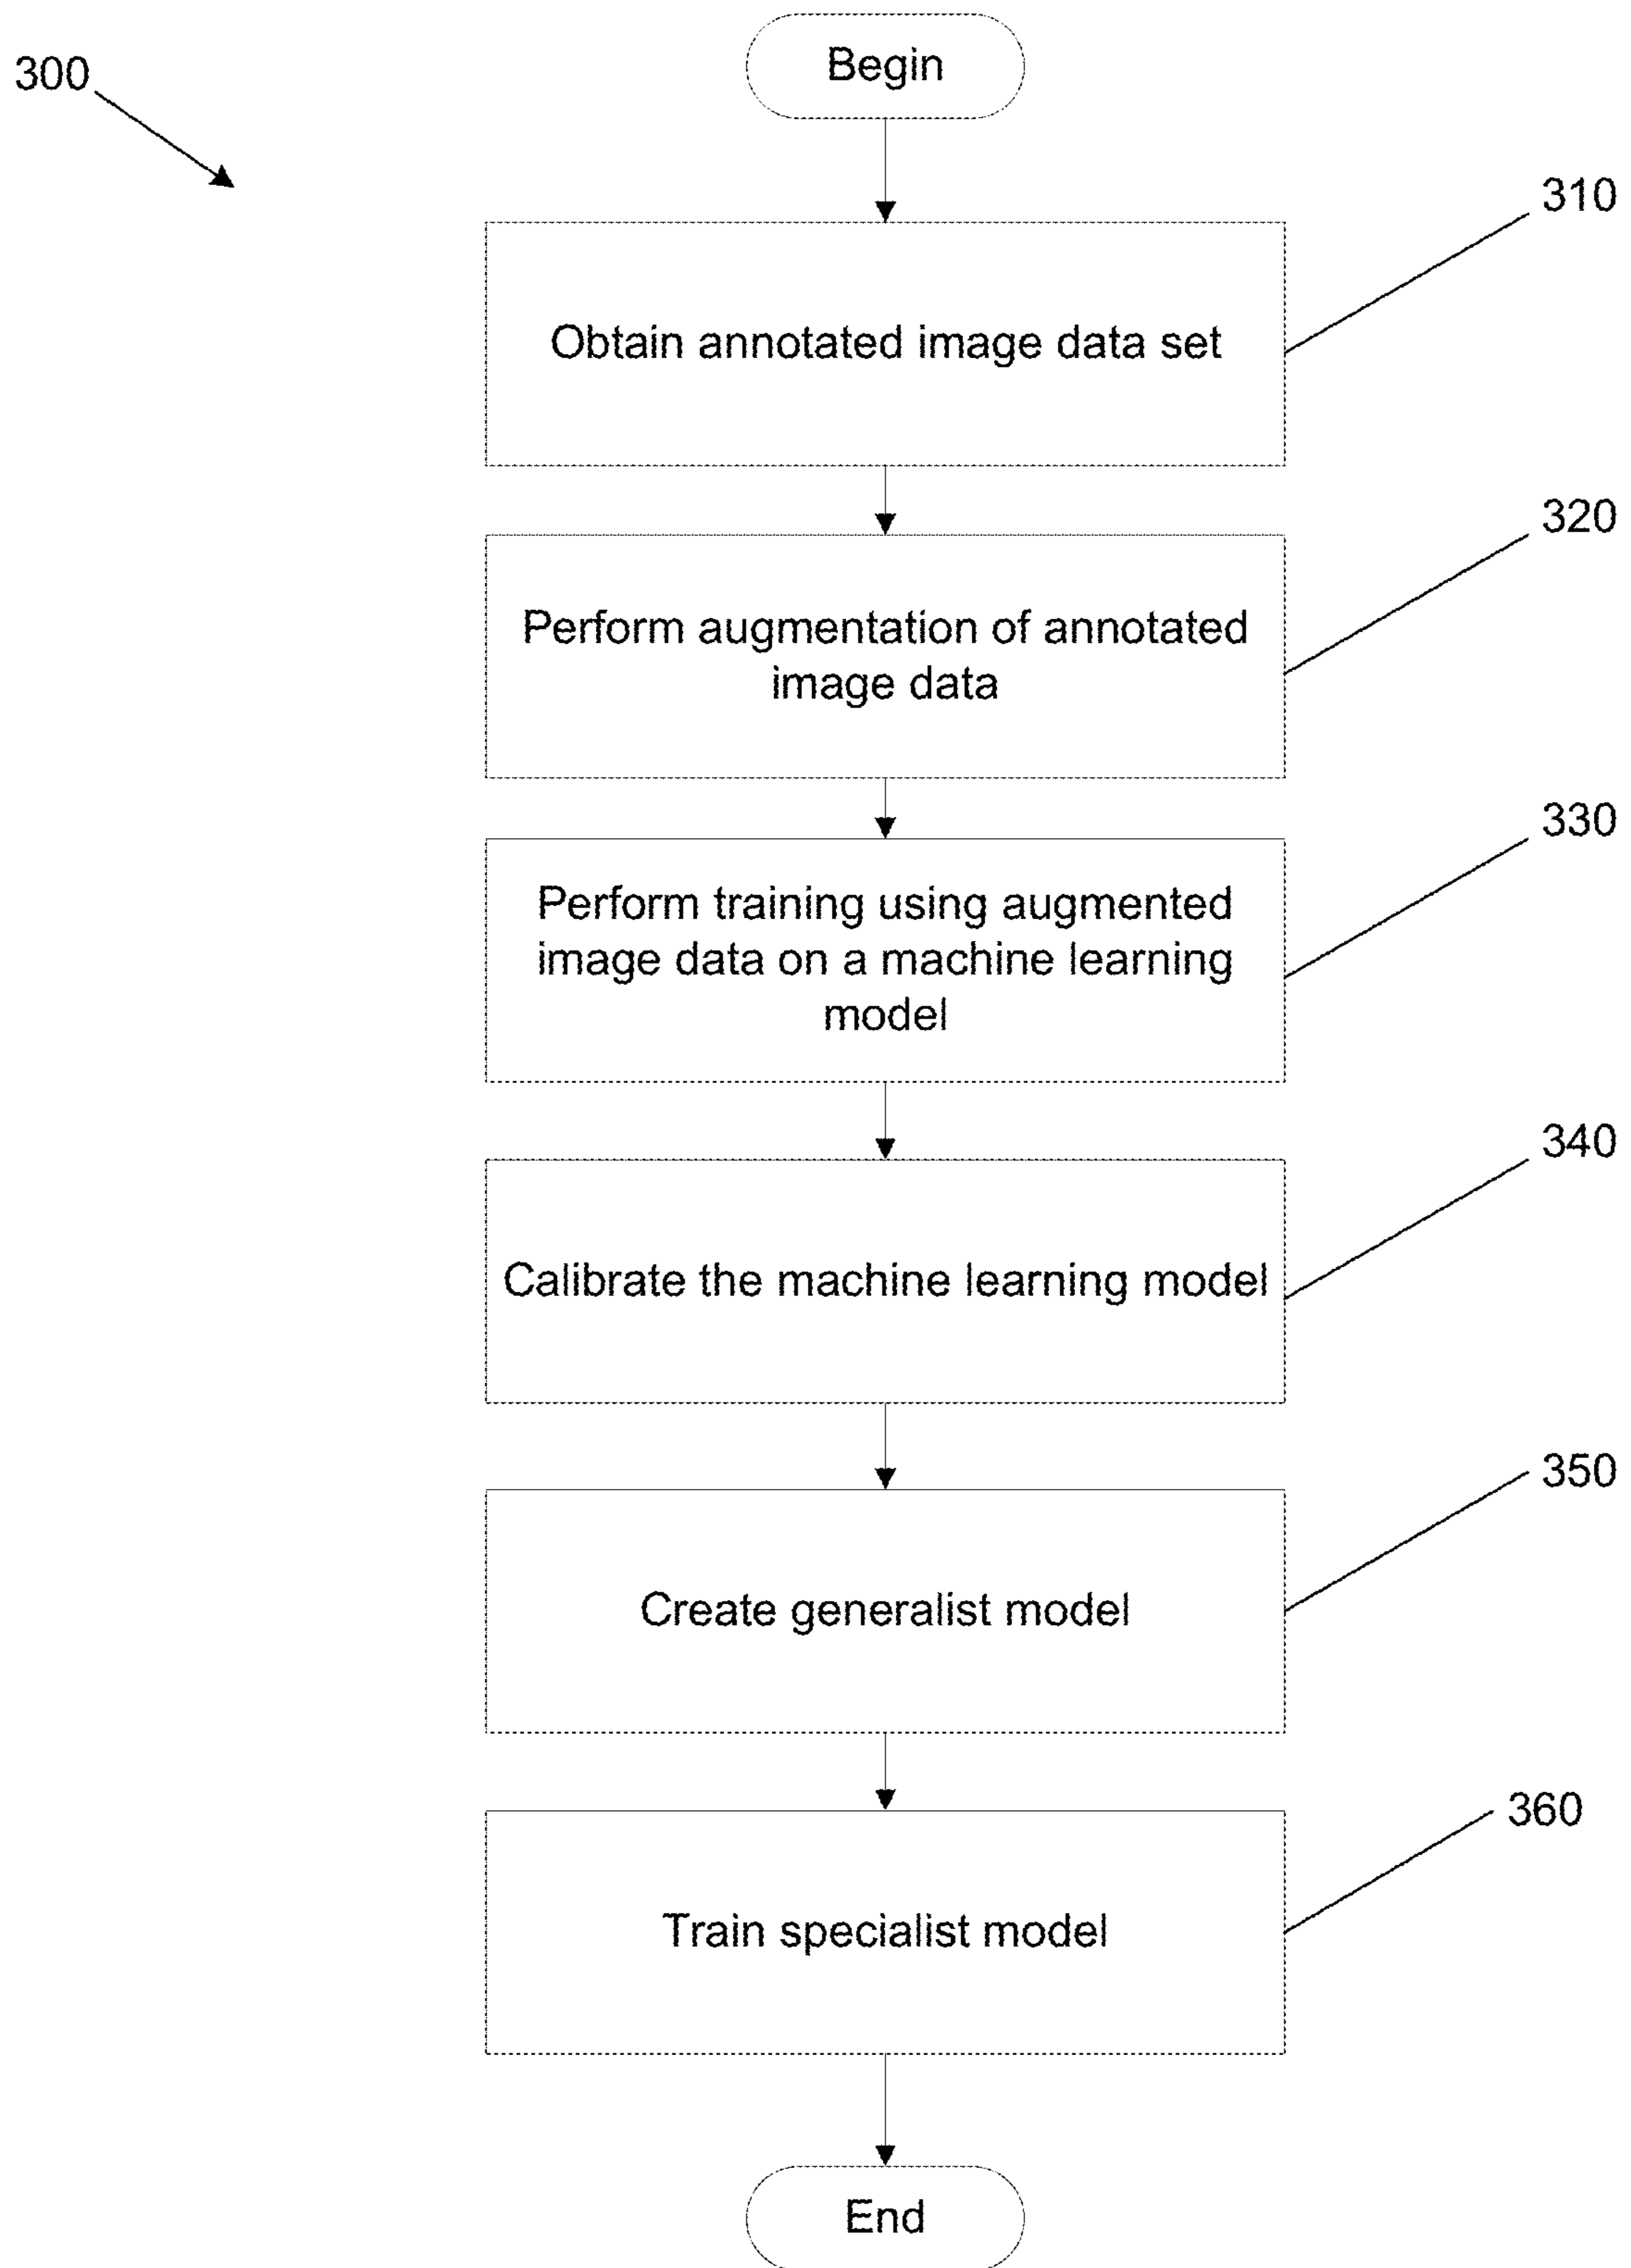 Begin
300
310
Obtain annotated image data set
320
Perform augmentation of annotated
image data
330
Perform training using augmented
image data on a machine learning
model
340
Calibrate the machine learning model
350
Create generalist model
360
Train specialist model
End